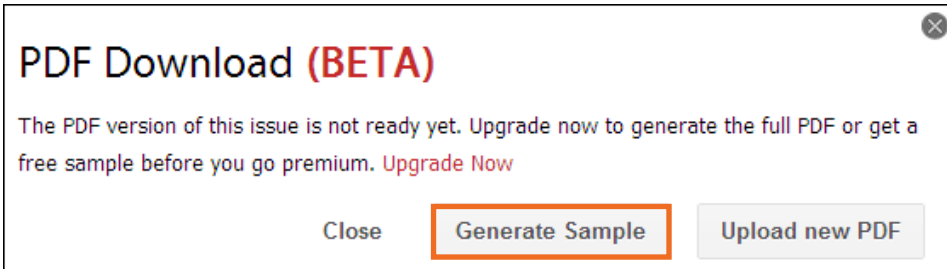 PDF Download (BETA)
The PDF version of this issue is not ready yet. Upgrade now to generate the full PDF or get a
free sample before you go premium. Upgrade Now
Close Generate Sample Upload new PDF